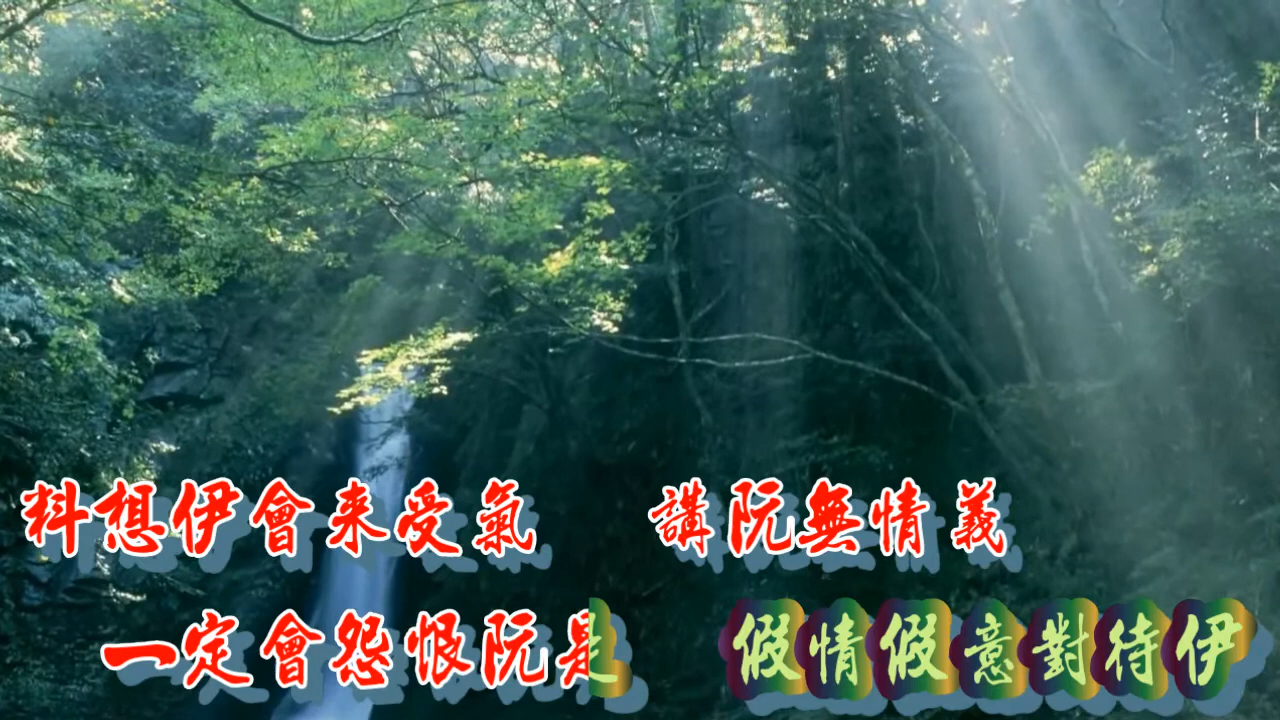 料想伊會来受氣 講阮無情義
一定會怨恨阮是 假情假意對待伊